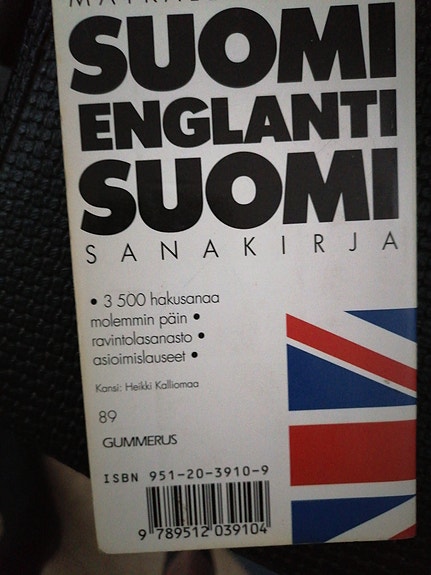 SUOMI
ENGLANTI
SUOMI
SANAKIRJA
• 3 500 hakusanaa
molemmin päin •
ravintolasanasto •
asioimislauseet •
Kansi: Heikki Kalliomaa
89
GUMMERUS
ISBN 951-20-3910-9
9 789512 039104